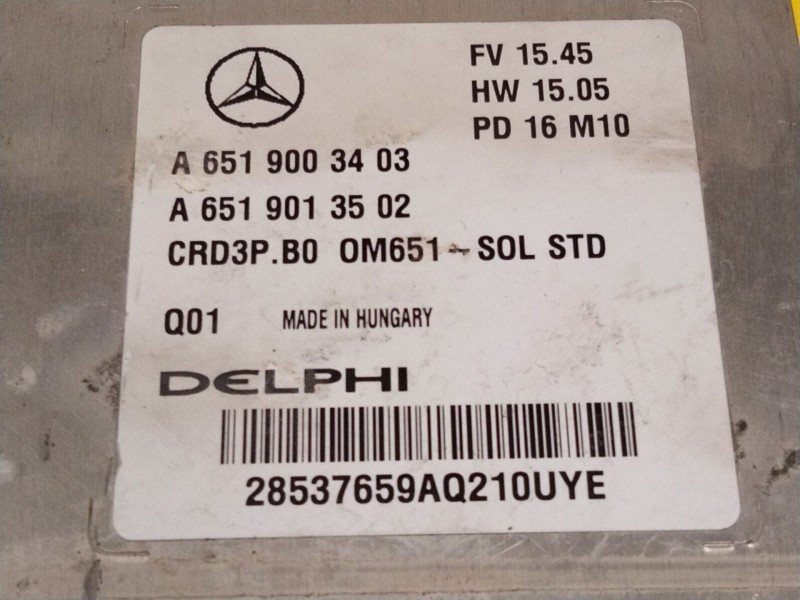 FV 15.45
HW 15.05
PD 16 M10
A 651 900 34 03
A 651 901 35 02
CRD3P.B0 OM651 - SOL STD
Q01 MADE IN HUNGARY
DELPHI
28537659AQ210UYE